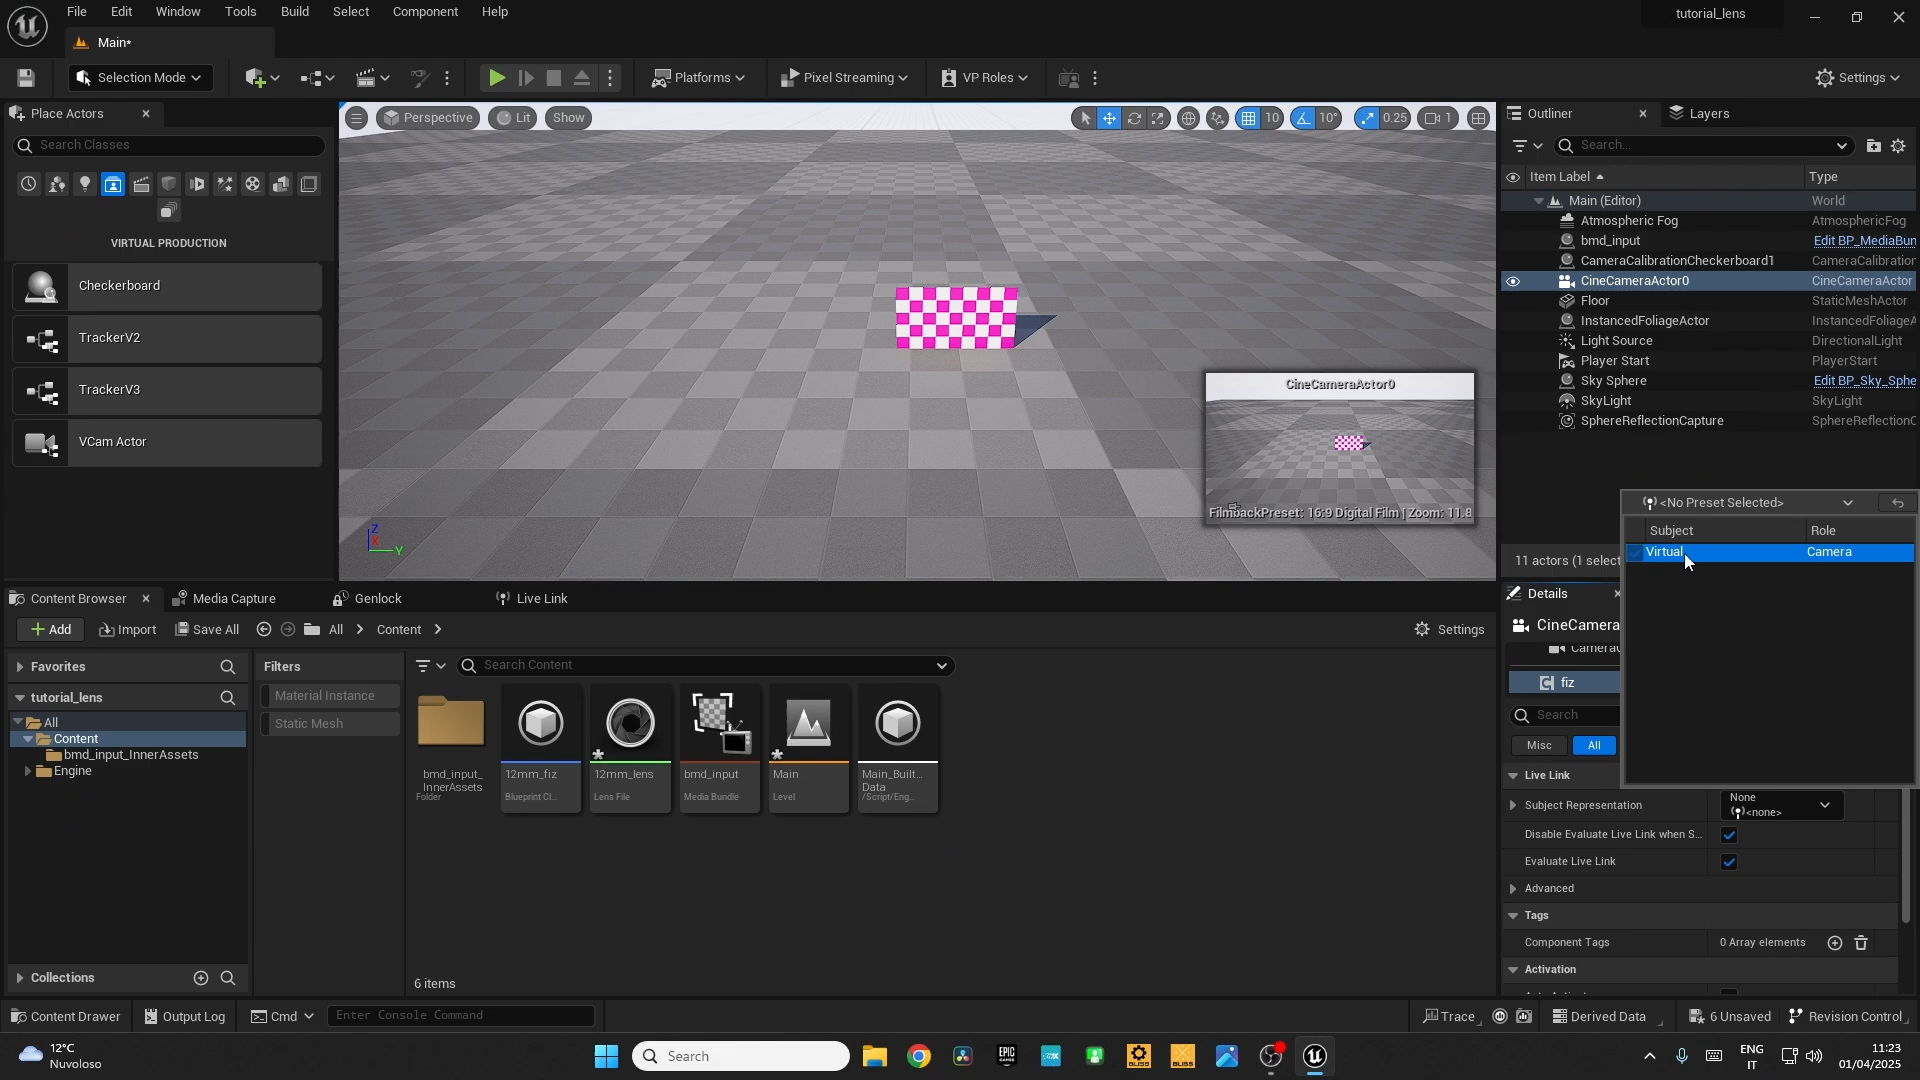 File Edit Window Tools Build Select Component Help
tutorial_lens
Main*
Selection Mode
Platforms
Pixel Streaming
VP Roles
Settings
Place Actors
Search Classes
VIRTUAL PRODUCTION
Checkerboard
TrackerV2
TrackerV3
VCam Actor
Perspective
Lit
Show
10
10°
0.25
1
CineCameraActor0
FilmbackPreset: 16:9 Digital Film | Zoom: 11.8
X
Z
Y
Outliner
Layers
Search...
Item Label
Type
Main (Editor) World
Atmospheric Fog AtmosphericFog
bmd_input Edit BP_MediaBun
CameraCalibrationCheckerboard1 CameraCalibration
CineCameraActor0 CineCameraActor
Floor StaticMeshActor
InstancedFoliageActor InstancedFoliageA
Light Source DirectionalLight
Player Start PlayerStart
Sky Sphere Edit BP_Sky_Sphe
SkyLight SkyLight
SphereReflectionCapture SphereReflectionC
<No Preset Selected>
Subject Role
Virtual Camera
11 actors (1 select
Details
CineCamera
fiz
Search
Misc
All
Live Link
Subject Representation
None
<none>
Disable Evaluate Live Link when S...
Evaluate Live Link
Advanced
Tags
Component Tags
0 Array elements
Activation
Content Browser
Media Capture
Genlock
Live Link
Add
Import
Save All
All
Content
Settings
Favorites
tutorial_lens
All
Content
bmd_input_InnerAssets
Engine
Collections
Filters
Material Instance
Static Mesh
Search Content
bmd_input_
InnerAssets
Folder
12mm_fiz
Blueprint Cl...
12mm_lens
Lens File
bmd_input
Media Bundle
Main
Level
Main_Built...
Data
/Script/Eng...
6 items
Content Drawer
Output Log
Cmd
Enter Console Command
Trace
Derived Data
6 Unsaved
Revision Control
12°C
Nuvoloso
Search
EPIC
GAMES
BLISS
BLISS
ENG
IT
11:23
01/04/2025